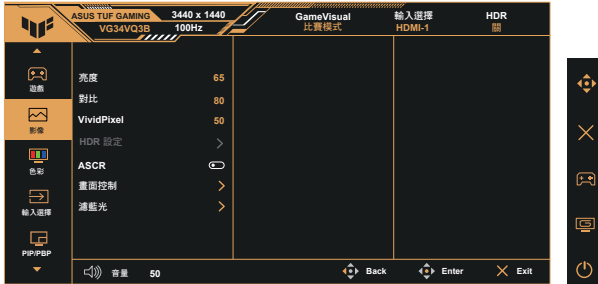 ASUS TUF GAMING 3440 x 1440 GameVisual 輸入選擇 HDR
VG34VQ3B 100Hz 比賽模式 HDMI-1 關
遊戲
影像
色彩
輸入選擇
PIP/PBP
亮度 65
對比 80
VividPixel 50
HDR 設定
ASCR
畫面控制
濾藍光
音量 50 Back Enter Exit